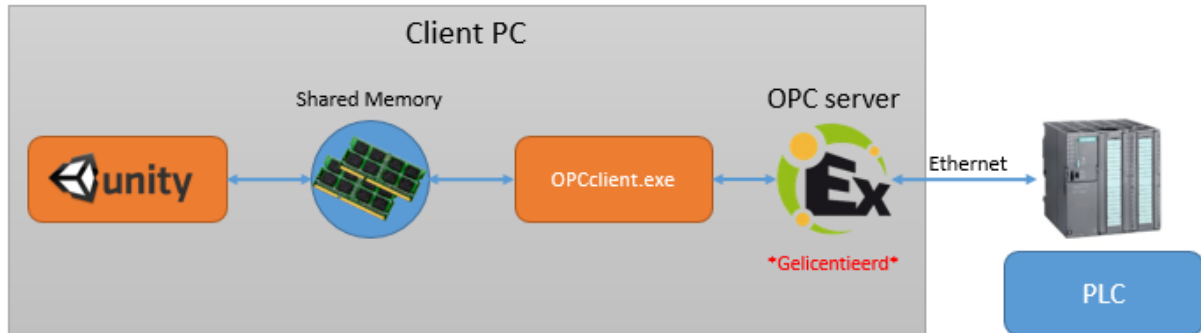 Client PC
Shared Memory
OPC server
unity
OPCclient.exe
Ex
Ethernet
*Gelicentieerd*
PLC